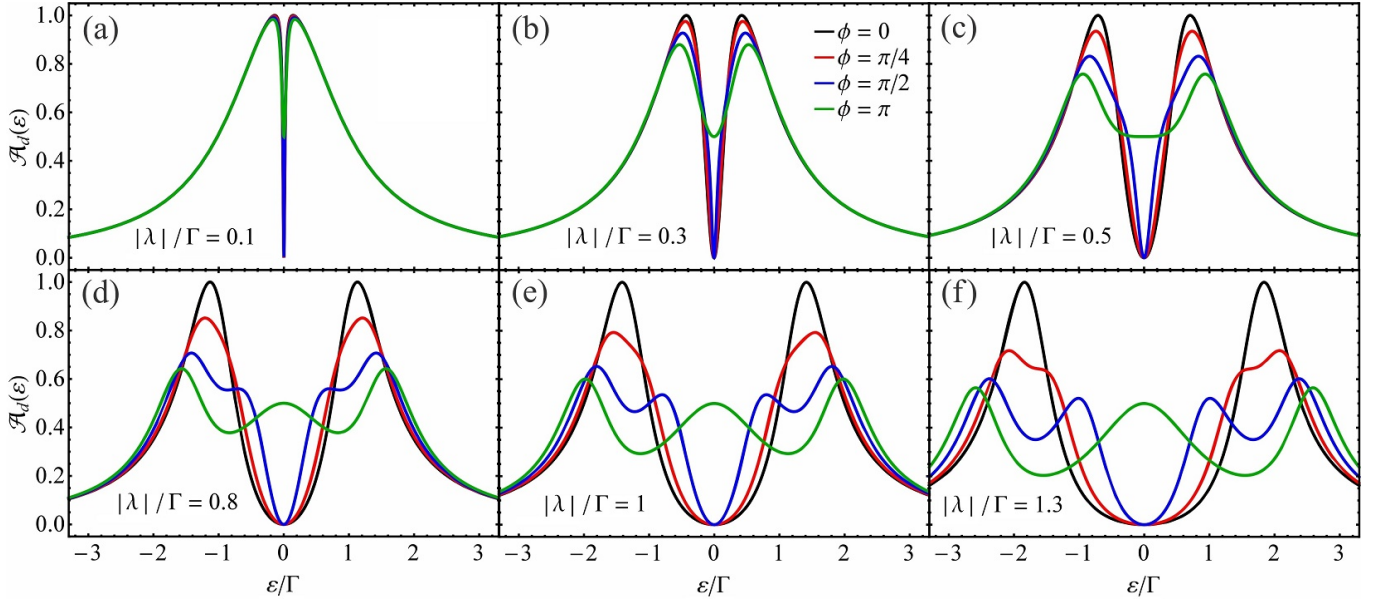 (a)
(b)
(c)
ϕ = 0
ϕ = π/4
ϕ = π/2
ϕ = π
1.0
0.8
0.6
0.4
0.2
0.0
𝒜d(ε)
|λ|/Γ = 0.1
|λ|/Γ = 0.3
|λ|/Γ = 0.5
(d)
(e)
(f)
1.0
0.8
0.6
0.4
0.2
0.0
𝒜d(ε)
|λ|/Γ = 0.8
|λ|/Γ = 1
|λ|/Γ = 1.3
−3 −2 −1 0 1 2 3
−3 −2 −1 0 1 2 3
−3 −2 −1 0 1 2 3
ε/Γ
ε/Γ
ε/Γ